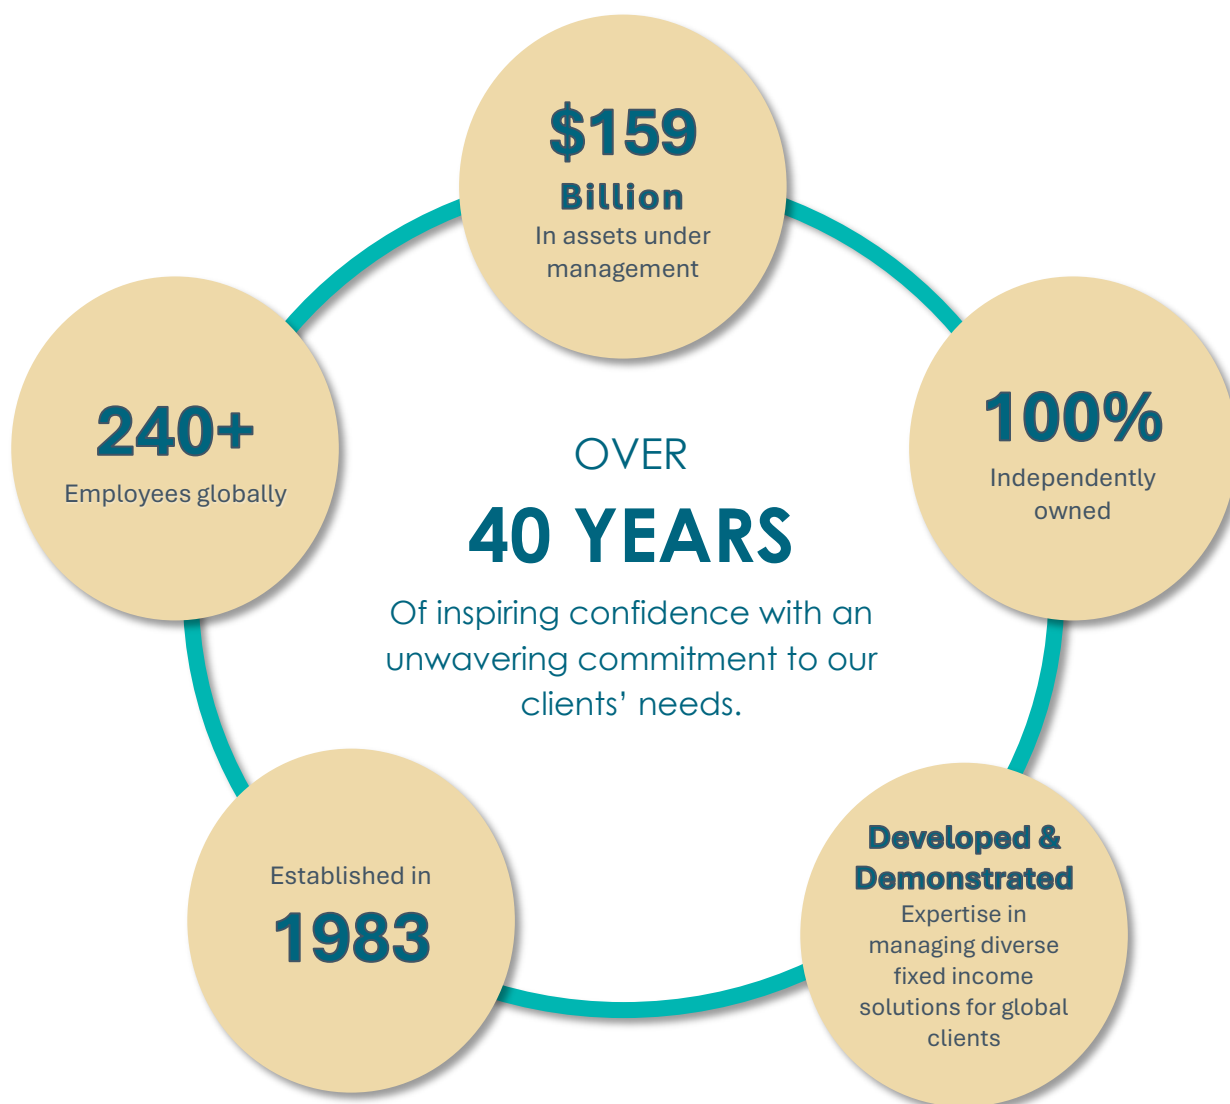 $159
Billion
In assets under
management
240+
Employees globally
100%
Independently
owned
OVER
40 YEARS
Of inspiring confidence with an
unwavering commitment to our
clients’ needs.
Established in
1983
Developed &
Demonstrated
Expertise in
managing diverse
fixed income
solutions for global
clients